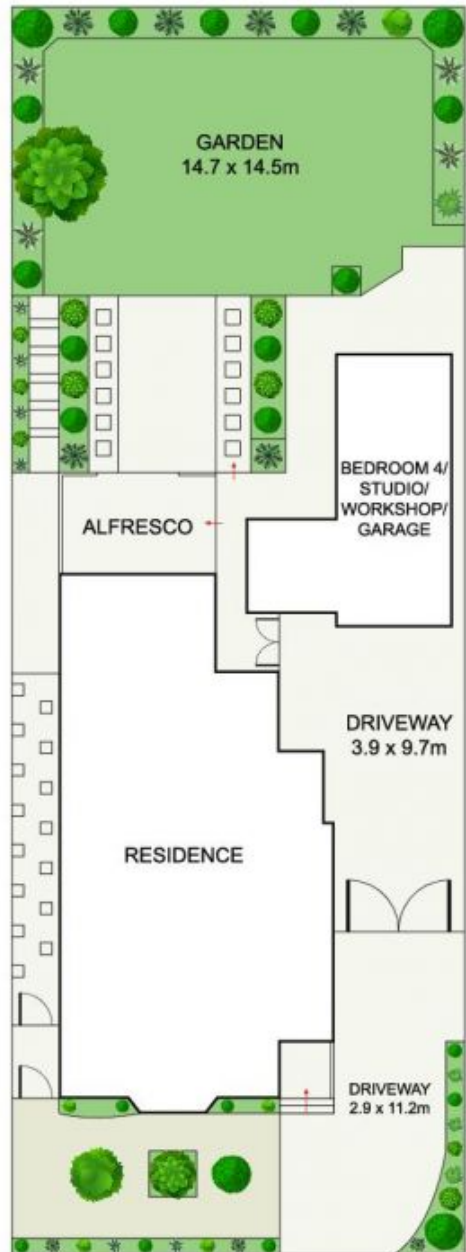 GARDEN
14.7 x 14.5m
BEDROOM 4/
STUDIO/
WORKSHOP/
GARAGE
ALFRESCO
DRIVEWAY
3.9 x 9.7m
RESIDENCE
DRIVEWAY
2.9 x 11.2m